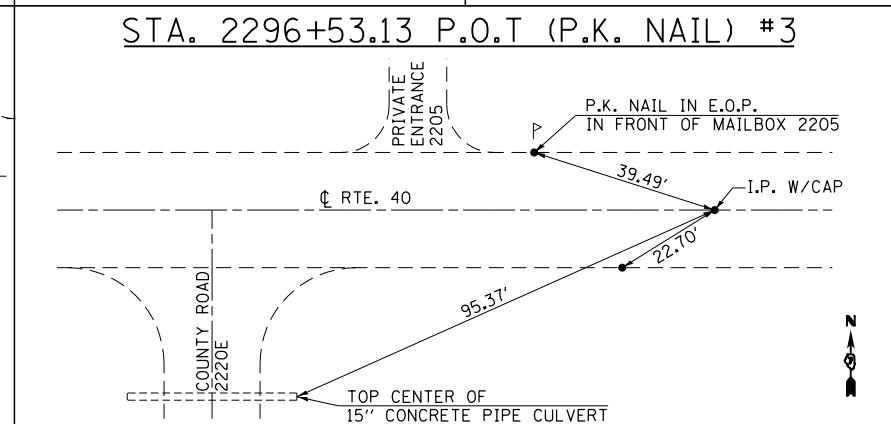 STA. 2296+53.13 P.O.T (P.K. NAIL) #3
PRIVATE
ENTRANCE
2205
P.K. NAIL IN E.O.P.
IN FRONT OF MAILBOX 2205
39.49'
I.P. W/CAP
℄ RTE. 40
22.70'
95.37'
COUNTY ROAD
2220E
N
TOP CENTER OF
15'' CONCRETE PIPE CULVERT